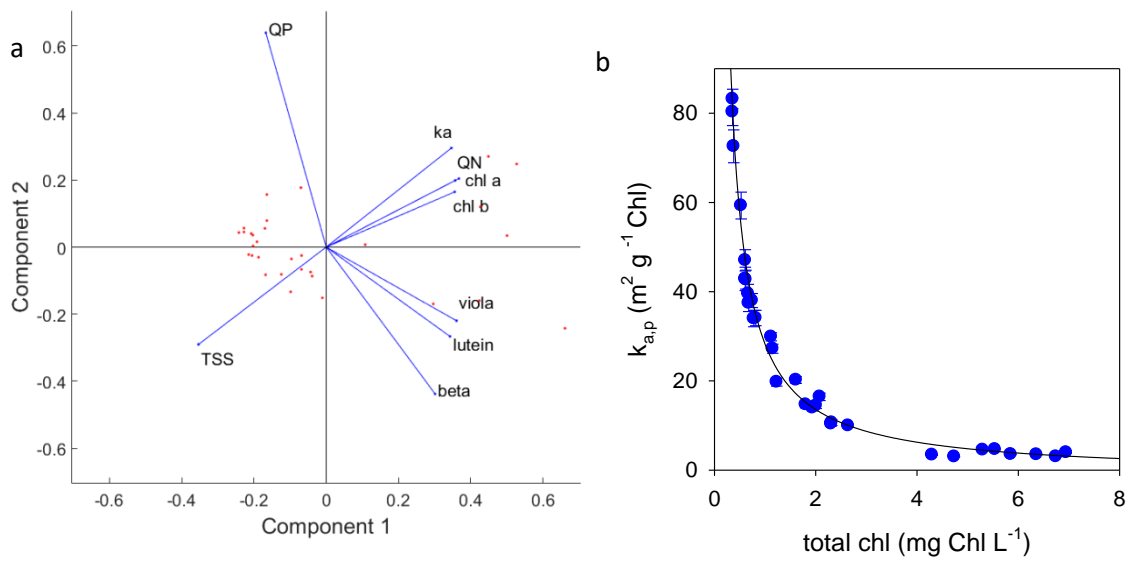 a
QP
ka
QN
chl a
chl b
viola
lutein
beta
TSS
0.6
0.4
0.2
0
-0.2
-0.4
-0.6
-0.6
-0.4
-0.2
0
0.2
0.4
0.6
Component 2
Component 1
b
80
60
40
20
0
0
2
4
6
8
k_a,p (m² g ⁻¹ Chl)
total chl (mg Chl L⁻¹)